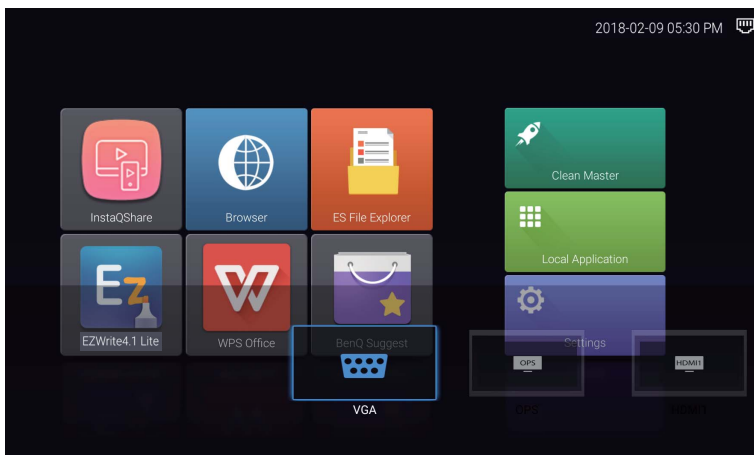 2018-02-09 05:30 PM
InstaQShare
Browser
ES File Explorer
Clean Master
Local Application
Ez
EZWrite4.1 Lite
WPS Office
BenQ Suggest
Settings
OPS
HDMI1
VGA
OPS
HDMI1